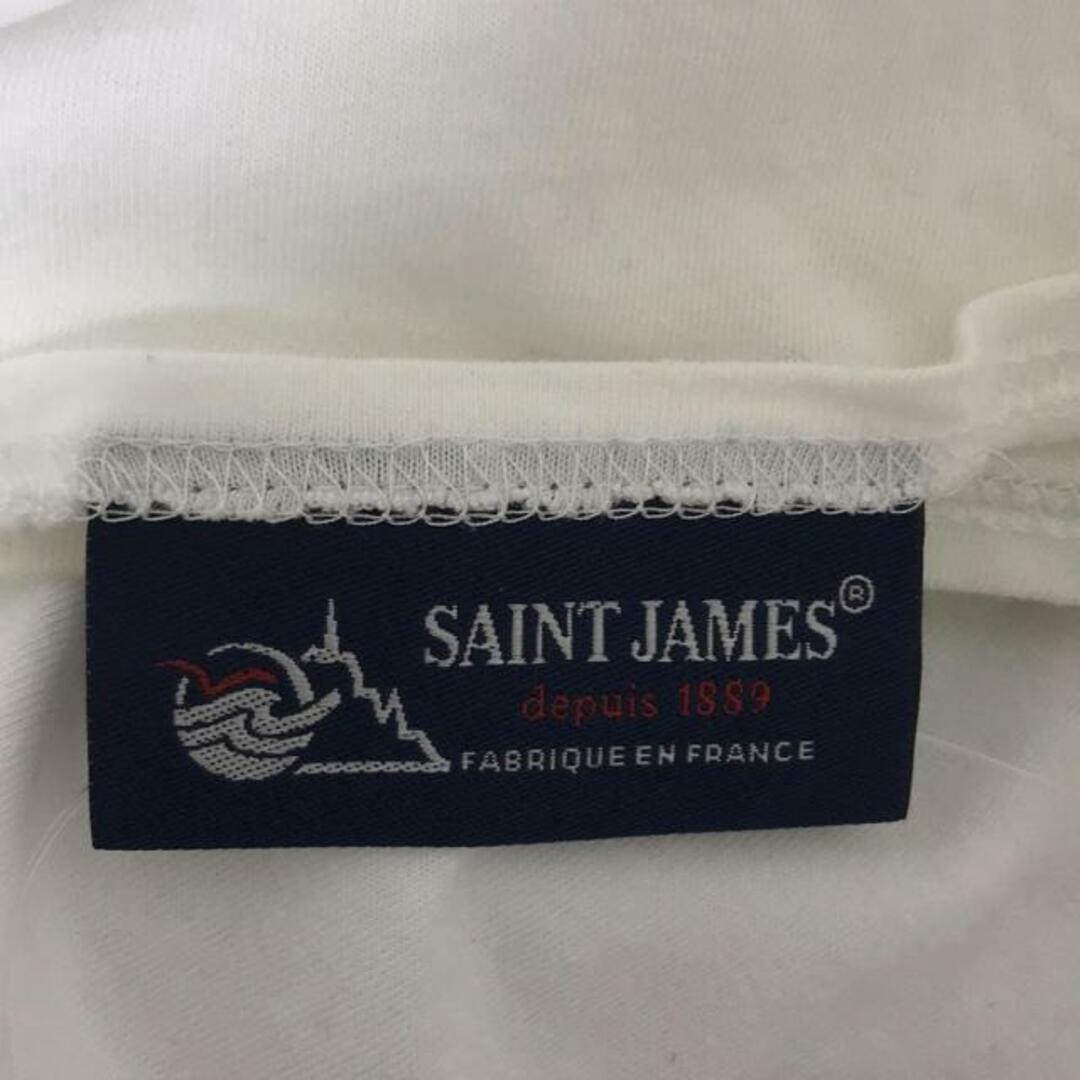 SAINT JAMES®
depuis 1889
FABRIQUE EN FRANCE